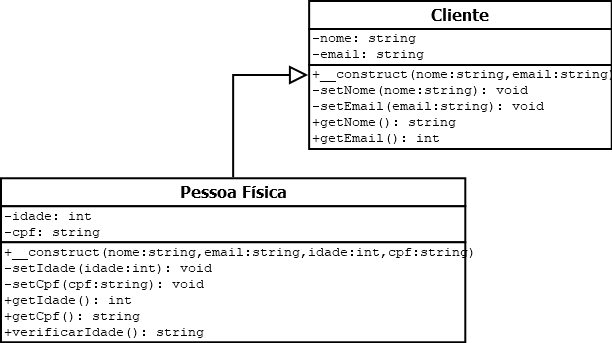 Cliente
-nome: string
-email: string
+__construct(nome:string,email:string)
-setNome(nome:string): void
-setEmail(email:string): void
+getNome(): string
+getEmail(): int
Pessoa Física
-idade: int
-cpf: string
+__construct(nome:string,email:string,idade:int,cpf:string)
-setIdade(idade:int): void
-setCpf(cpf:string): void
+getIdade(): int
+getCpf(): string
+verificarIdade(): string